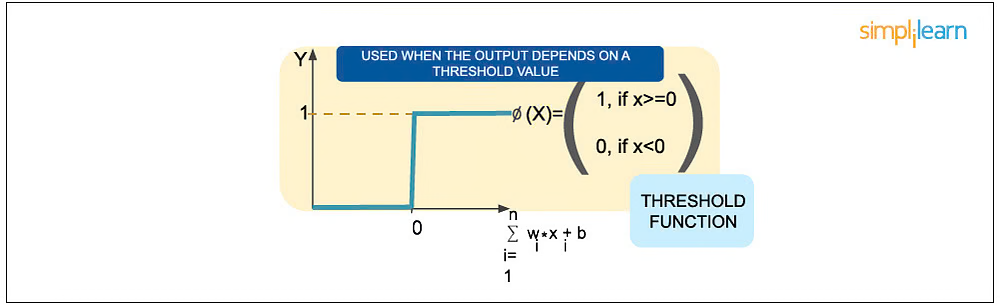 simplilearn
USED WHEN THE OUTPUT DEPENDS ON A
THRESHOLD VALUE
Y
1
ø (X)=
1, if x>=0
0, if x<0
THRESHOLD
FUNCTION
0
n
∑ w*x + b
i i
i=
1